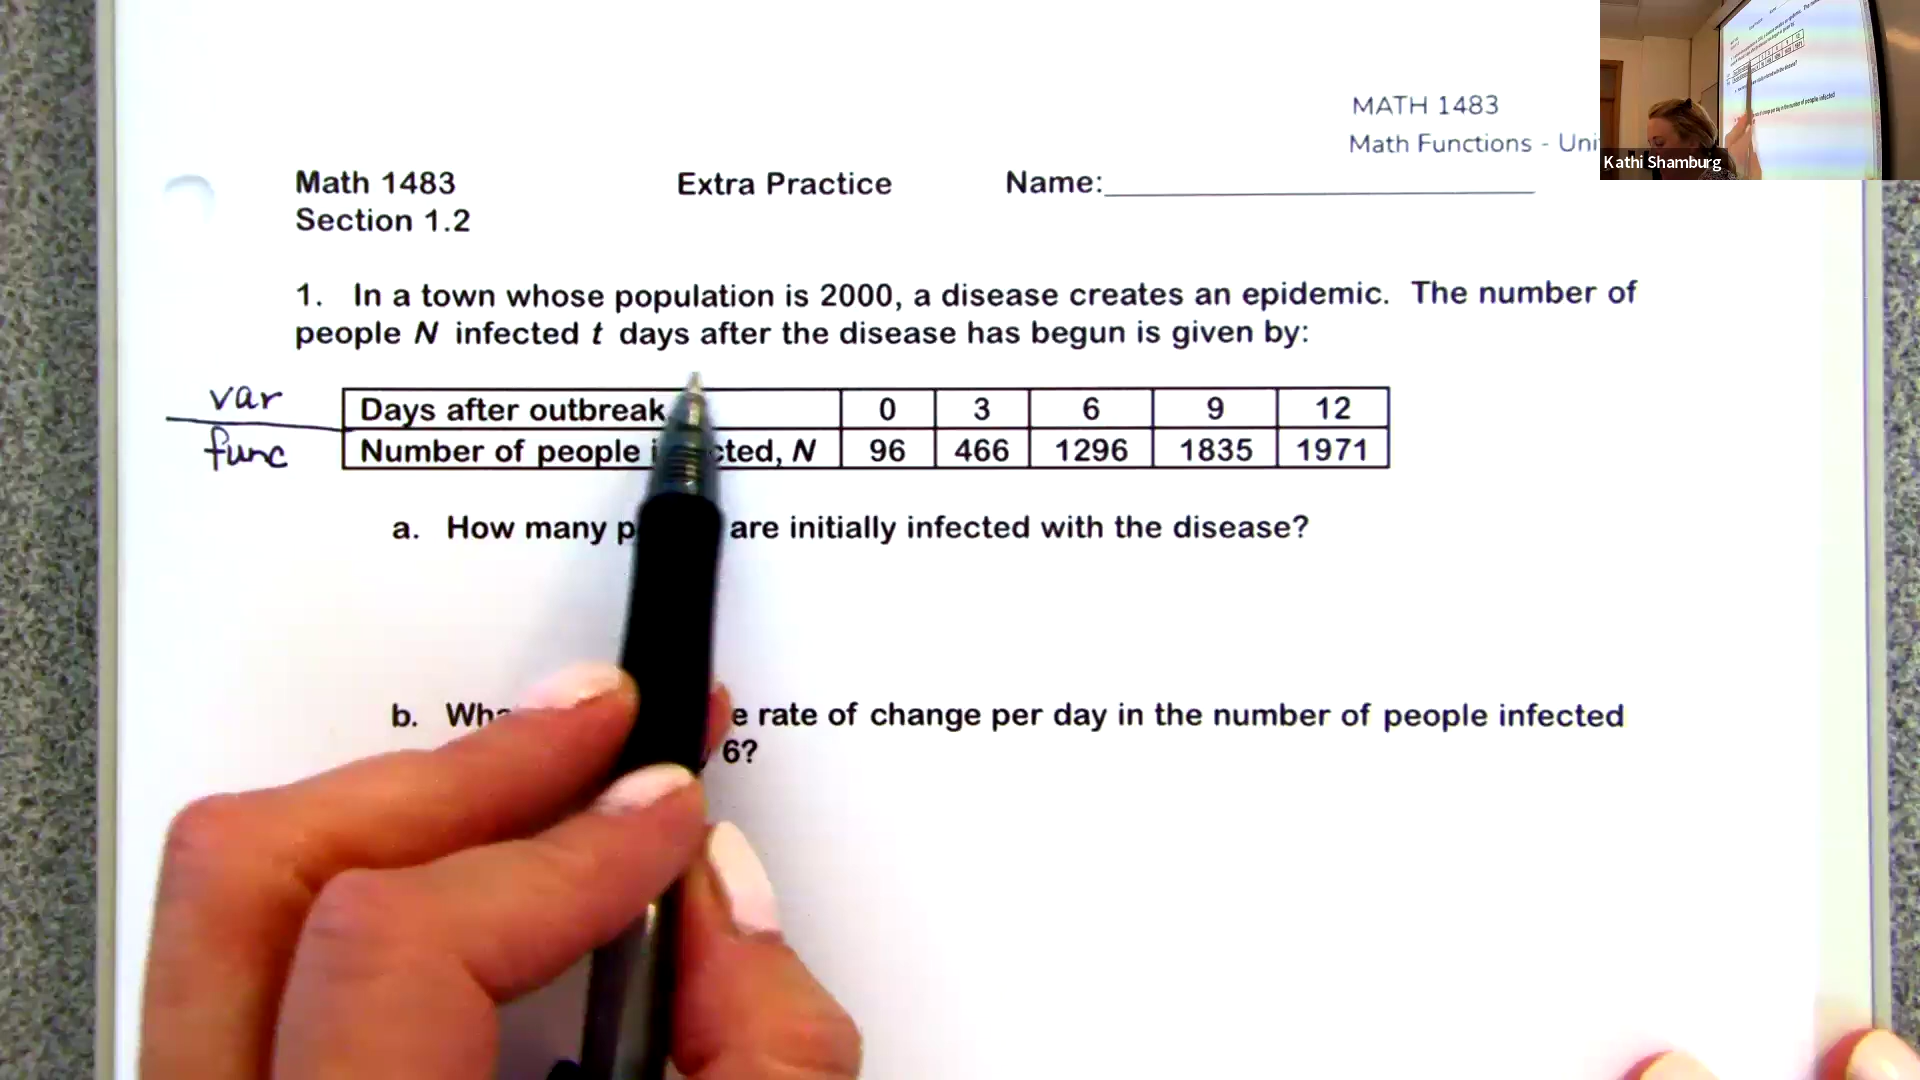 MATH 1483
Math Functions - Uni
Kathi Shamburg
Math 1483 Extra Practice Name:
Section 1.2
1. In a town whose population is 2000, a disease creates an epidemic. The number of
people N infected t days after the disease has begun is given by:
var
Days after outbreak 0 3 6 9 12
func
Number of people cted, N 96 466 1296 1835 1971
a. How many p are initially infected with the disease?
b. Wha e rate of change per day in the number of people infected
6?